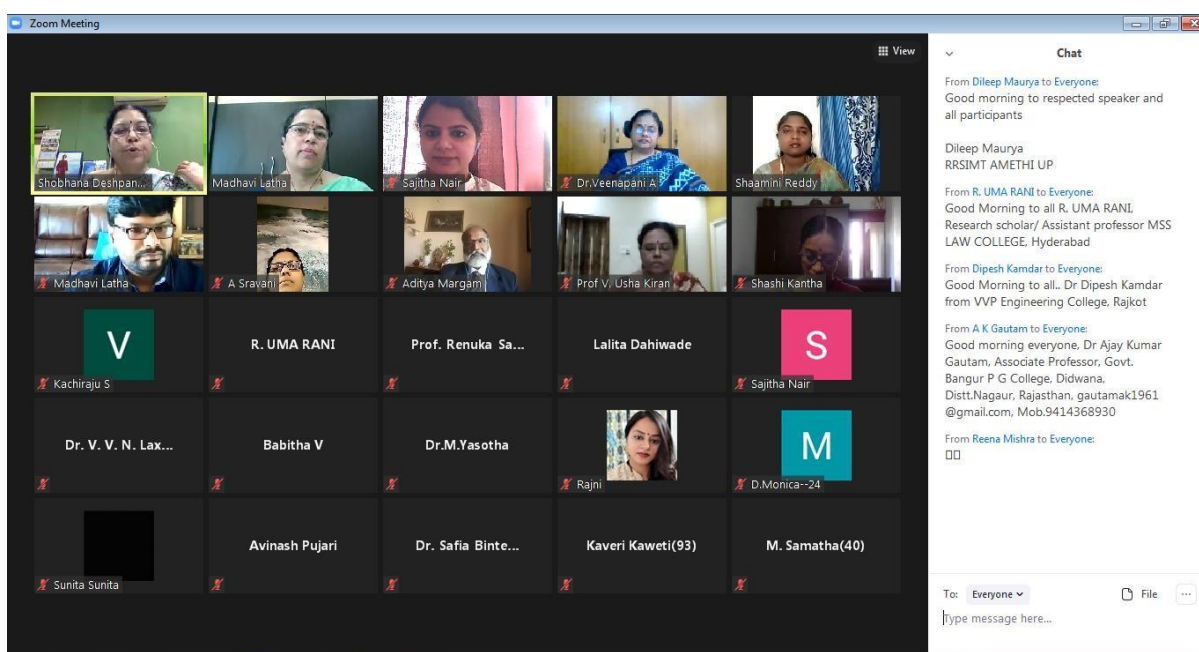 Zoom Meeting
View
Shobhana Deshpan...
Madhavi Latha
Sajitha Nair
Dr.Veenapani A
Shaamini Reddy
Madhavi Latha
A Sravani
Aditya Margam
Prof V. Usha Kiran
Shashi Kantha
V
Kachiraju S
R. UMA RANI
Prof. Renuka Sa...
Lalita Dahiwade
S
Sajitha Nair
Dr. V. V. N. Lax...
Babitha V
Dr.M.Yasotha
Rajni
M
D.Monica--24
Sunita Sunita
Avinash Pujari
Dr. Safia Binte...
Kaveri Kaweti(93)
M. Samatha(40)
Chat
From Dileep Maurya to Everyone:
Good morning to respected speaker and
all participants
Dileep Maurya
RRSIMT AMETHI UP
From R. UMA RANI to Everyone:
Good Morning to all R. UMA RANI,
Research scholar/ Assistant professor MSS
LAW COLLEGE, Hyderabad
From Dipesh Kamdar to Everyone:
Good Morning to all.. Dr Dipesh Kamdar
from VVP Engineering College, Rajkot
From A K Gautam to Everyone:
Good morning everyone, Dr Ajay Kumar
Gautam, Associate Professor, Govt.
Bangur P G College, Didwana,
Distt.Nagaur, Rajasthan, gautamak1961
@gmail.com, Mob.9414368930
From Reena Mishra to Everyone:
To: Everyone
File
Type message here...